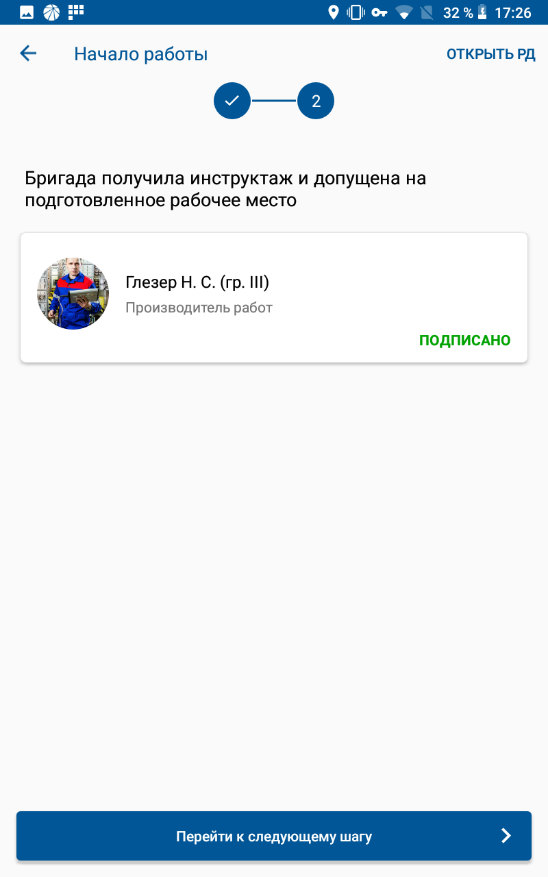 32 % 17:26
Начало работы
ОТКРЫТЬ РД
2
Бригада получила инструктаж и допущена на
подготовленное рабочее место
Глезер Н. С. (гр. III)
Производитель работ
ПОДПИСАНО
Перейти к следующему шагу